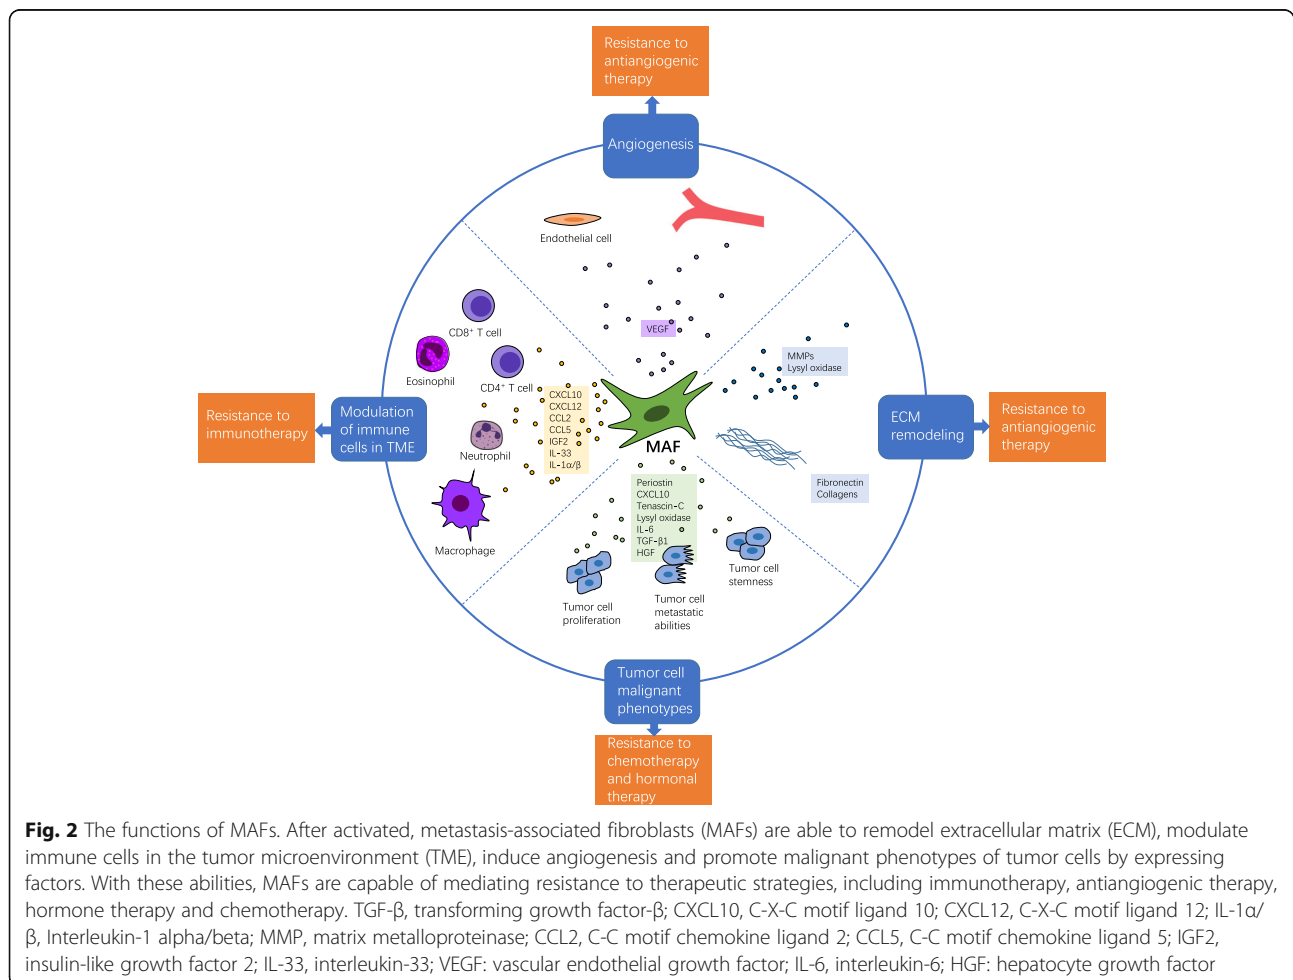 Resistance to
antiangiogenic
therapy
Angiogenesis
Endothelial cell
VEGF
CD8⁺ T cell
Eosinophil
CD4⁺ T cell
Neutrophil
Macrophage
CXCL10
CXCL12
CCL2
CCL5
IGF2
IL-33
IL-1α/β
Modulation
of immune
cells in TME
Resistance to
immunotherapy
MAF
MMPs
Lysyl oxidase
Fibronectin
Collagens
ECM
remodeling
Resistance to
antiangiogenic
therapy
Periostin
CXCL10
Tenascin-C
Lysyl oxidase
IL-6
TGF-β1
HGF
Tumor cell
proliferation
Tumor cell
metastatic
abilities
Tumor cell
stemness
Tumor cell
malignant
phenotypes
Resistance to
chemotherapy
and hormonal
therapy
Fig. 2 The functions of MAFs. After activated, metastasis-associated fibroblasts (MAFs) are able to remodel extracellular matrix (ECM), modulate
immune cells in the tumor microenvironment (TME), induce angiogenesis and promote malignant phenotypes of tumor cells by expressing
factors. With these abilities, MAFs are capable of mediating resistance to therapeutic strategies, including immunotherapy, antiangiogenic therapy,
hormone therapy and chemotherapy. TGF-β, transforming growth factor-β; CXCL10, C-X-C motif ligand 10; CXCL12, C-X-C motif ligand 12; IL-1α/
β, Interleukin-1 alpha/beta; MMP, matrix metalloproteinase; CCL2, C-C motif chemokine ligand 2; CCL5, C-C motif chemokine ligand 5; IGF2,
insulin-like growth factor 2; IL-33, interleukin-33; VEGF: vascular endothelial growth factor; IL-6, interleukin-6; HGF: hepatocyte growth factor